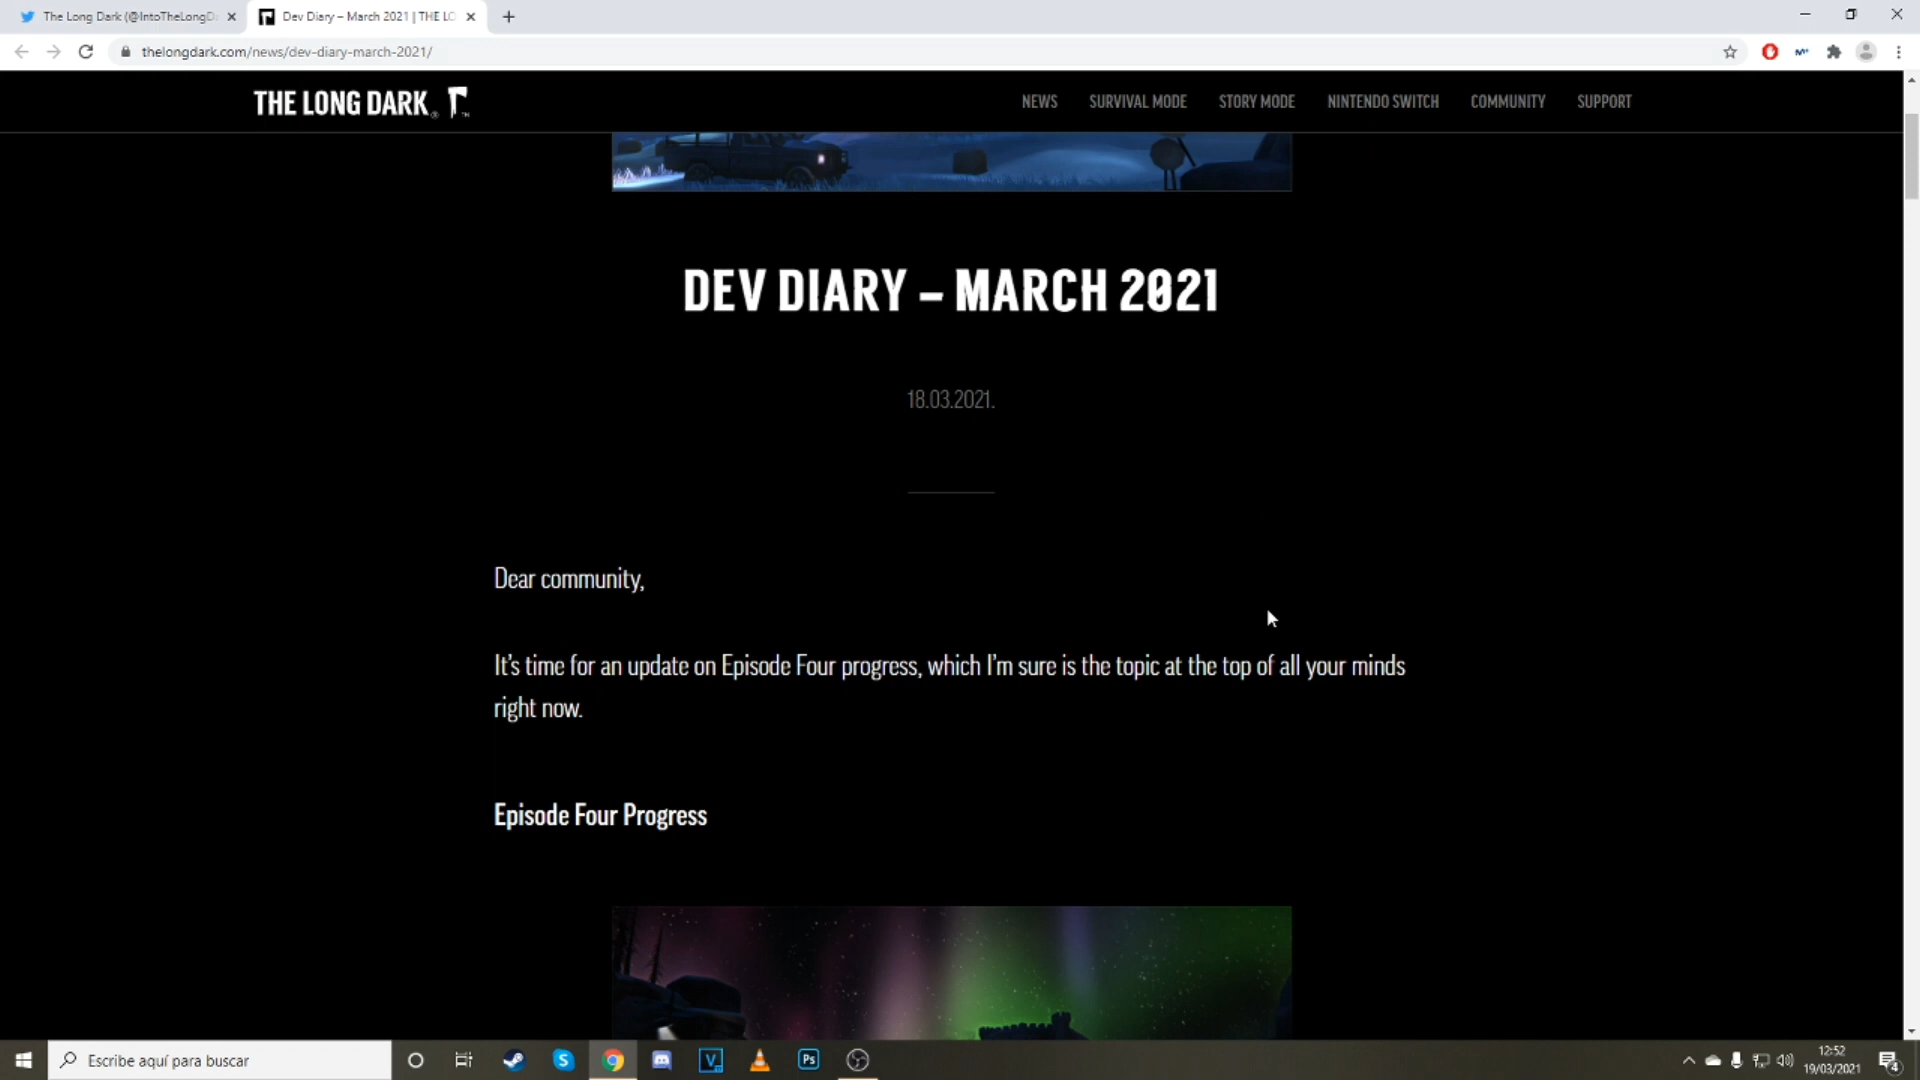 The Long Dark (@IntoTheLongD
Dev Diary – March 2021 | THE LO
thelongdark.com/news/dev-diary-march-2021/
THE LONG DARK
NEWS
SURVIVAL MODE
STORY MODE
NINTENDO SWITCH
COMMUNITY
SUPPORT
DEV DIARY – MARCH 2021
18.03.2021.
Dear community,
It's time for an update on Episode Four progress, which I'm sure is the topic at the top of all your minds
right now.
Episode Four Progress
Escribe aquí para buscar
12:52
19/03/2021
4